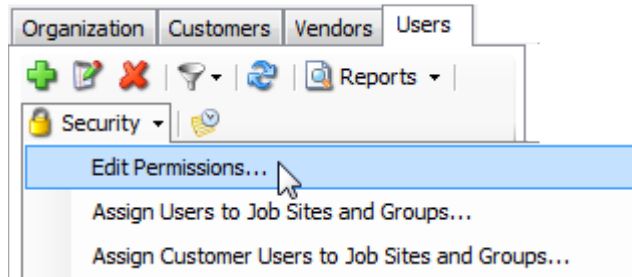 Organization Customers Vendors Users
Reports
Security
Edit Permissions...
Assign Users to Job Sites and Groups...
Assign Customer Users to Job Sites and Groups...